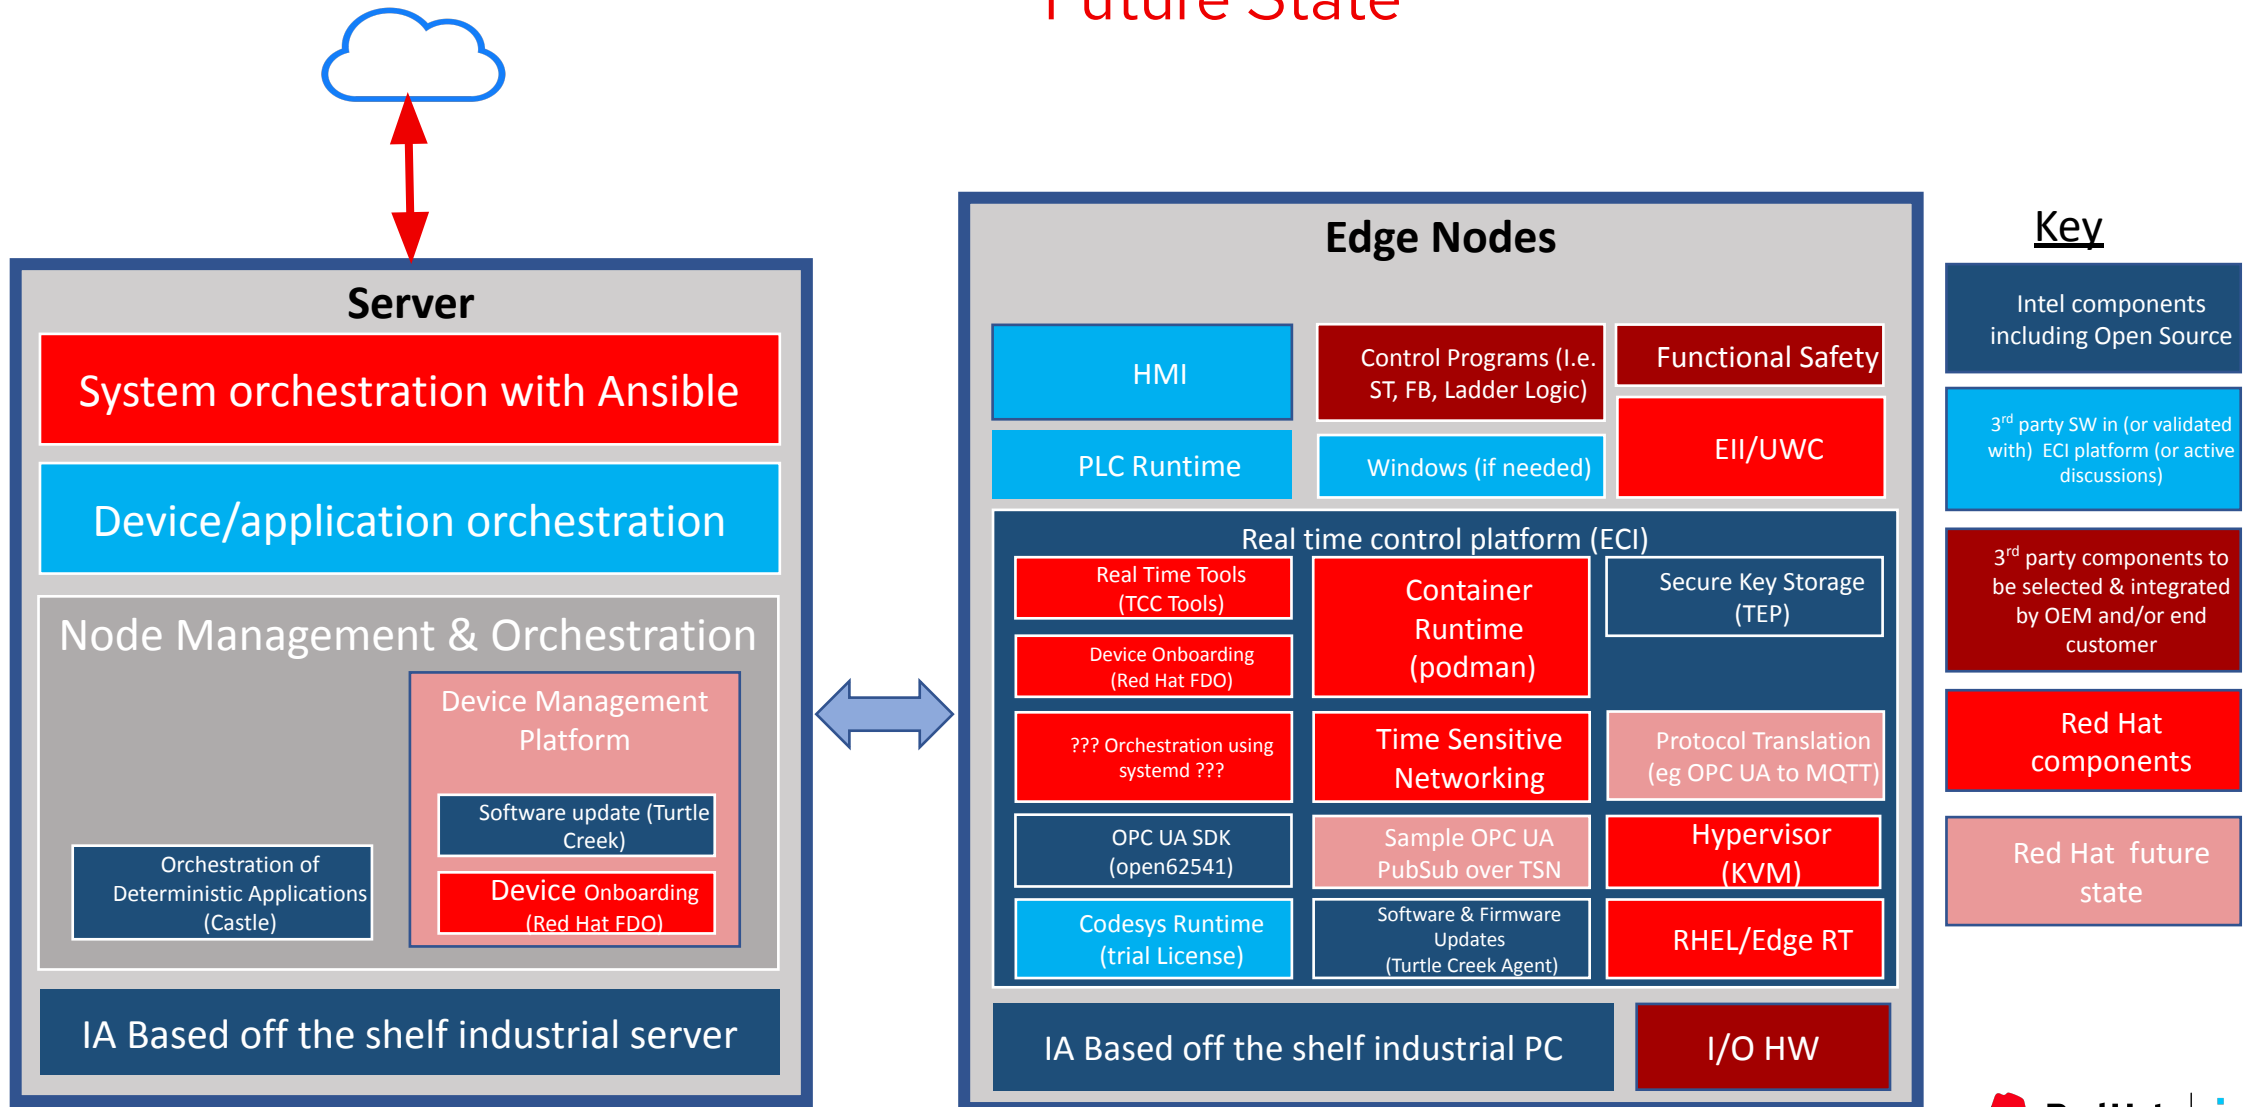 Future State
Server
System orchestration with Ansible
Device/application orchestration
Node Management & Orchestration
Device Management
Platform
Software update (Turtle
Creek)
Device Onboarding
(Red Hat FDO)
Orchestration of
Deterministic Applications
(Castle)
IA Based off the shelf industrial server
Edge Nodes
HMI
Control Programs (I.e.
ST, FB, Ladder Logic)
Functional Safety
PLC Runtime
Windows (if needed)
EII/UWC
Real time control platform (ECI)
Real Time Tools
(TCC Tools)
Container
Runtime
(podman)
Secure Key Storage
(TEP)
Device Onboarding
(Red Hat FDO)
??? Orchestration using
systemd ???
Time Sensitive
Networking
Protocol Translation
(eg OPC UA to MQTT)
OPC UA SDK
(open62541)
Sample OPC UA
PubSub over TSN
Hypervisor
(KVM)
Codesys Runtime
(trial License)
Software & Firmware
Updates
(Turtle Creek Agent)
RHEL/Edge RT
IA Based off the shelf industrial PC
I/O HW
Key
Intel components
including Open Source
3rd party SW in (or validated
with) ECI platform (or active
discussions)
3rd party components to
be selected & integrated
by OEM and/or end
customer
Red Hat
components
Red Hat future
state
Red Hat